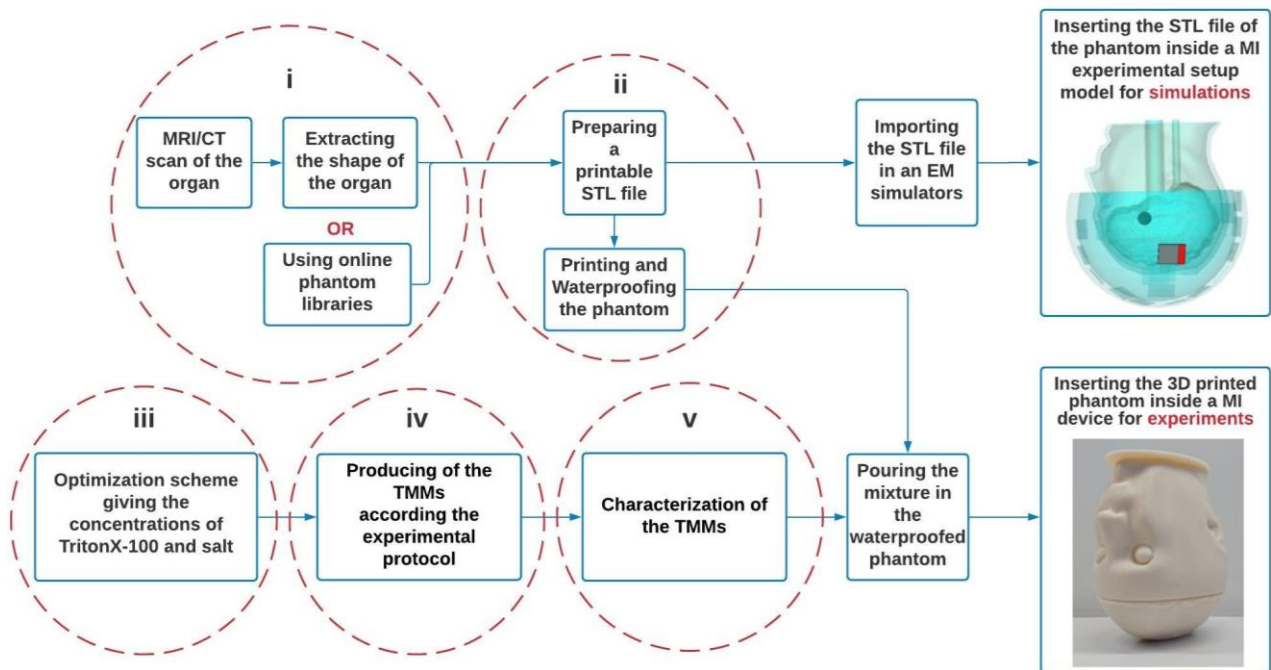 i
MRI/CT
scan of the
organ
Extracting
the shape of
the organ
OR
Using online
phantom
libraries
ii
Preparing
a
printable
STL file
Printing and
Waterproofing
the phantom
Importing
the STL file
in an EM
simulators
Inserting the STL file of
the phantom inside a MI
experimental setup
model for simulations
iii
Optimization scheme
giving the
concentrations of
TritonX-100 and salt
iv
Producing of the
TMMs
according the
experimental
protocol
v
Characterization of
the TMMs
Pouring the
mixture in
the
waterproofed
phantom
Inserting the 3D printed
phantom inside a MI
device for experiments